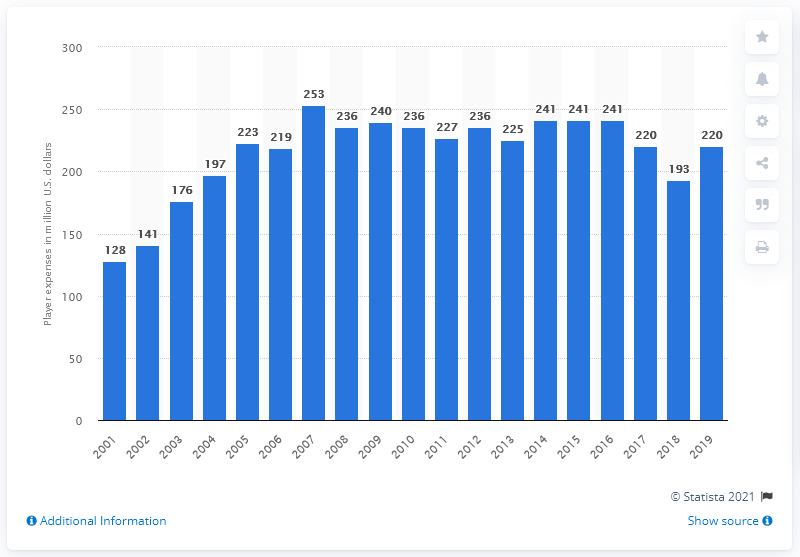 Player expenses in million U.S. dollars
300
250
200
150
100
50
0
128 141 176 197 223 219 253 236 240 236 227 236 225 241 241 241 220 193 220
2001 2002 2003 2004 2005 2006 2007 2008 2009 2010 2011 2012 2013 2014 2015 2016 2017 2018 2019
© Statista 2021
Additional Information
Show source